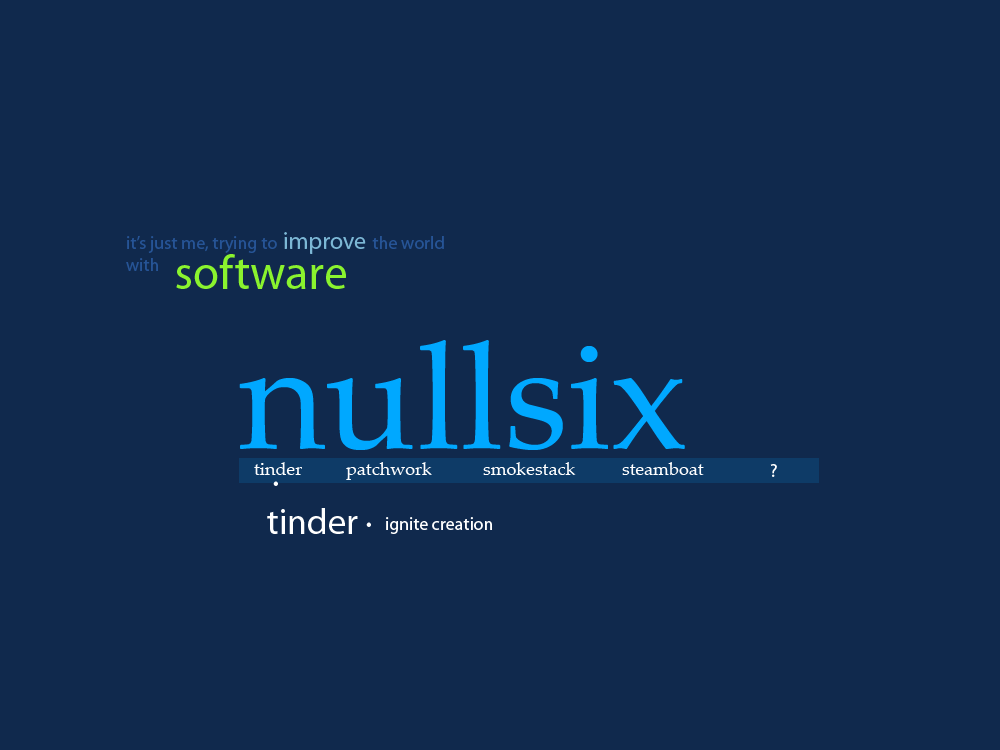 it's just me, trying to improve the world
with software
nullsix
tinder patchwork smokestack steamboat ?
tinder • ignite creation